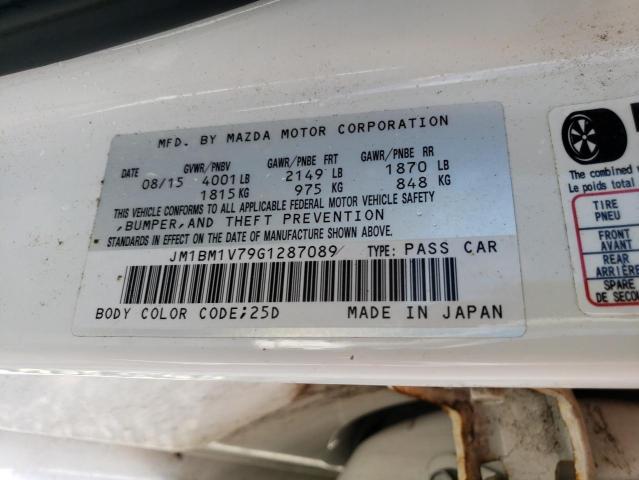 MFD. BY MAZDA MOTOR CORPORATION
DATE GVWR/PNBV GAWR/PNBE FRT GAWR/PNBE RR
08/15 4001 LB 2149 LB 1870 LB
1815 KG 975 KG 848 KG
THIS VEHICLE CONFORMS TO ALL APPLICABLE FEDERAL MOTOR VEHICLE SAFETY
,BUMPER,AND THEFT PREVENTION
STANDARDS IN EFFECT ON THE DATE OF MANUFACTURE SHOWN ABOVE.
JM1BM1V79G1287089/ TYPE: PASS CAR
BODY COLOR CODE;25D MADE IN JAPAN
The combined
Le poids total
TIRE
PNEU
FRONT
AVANT
REAR
ARRIÈRE
SPARE
DE SECO